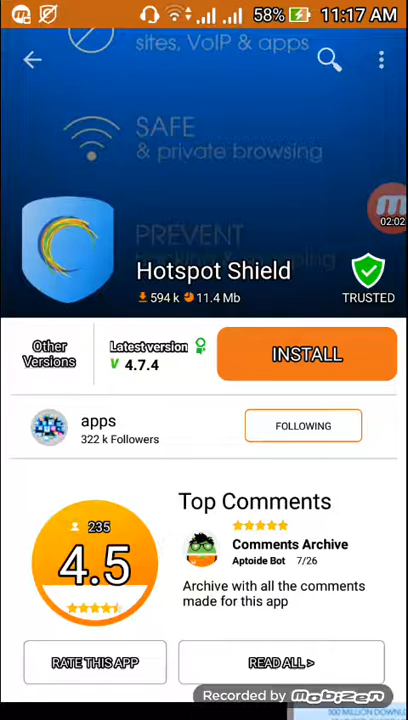 58% 11:17 AM
sites, VoIP & apps
SAFE
& private browsing
02:02
PREVENT
Hotspot Shield
594 k 11.4 Mb
TRUSTED
Other
Versions
Latest version
V 4.7.4
INSTALL
apps
322 k Followers
FOLLOWING
235
4.5
Top Comments
Comments Archive
Aptoide Bot 7/26
Archive with all the comments
made for this app
RATE THIS APP
READ ALL >
Recorded by Mobizen